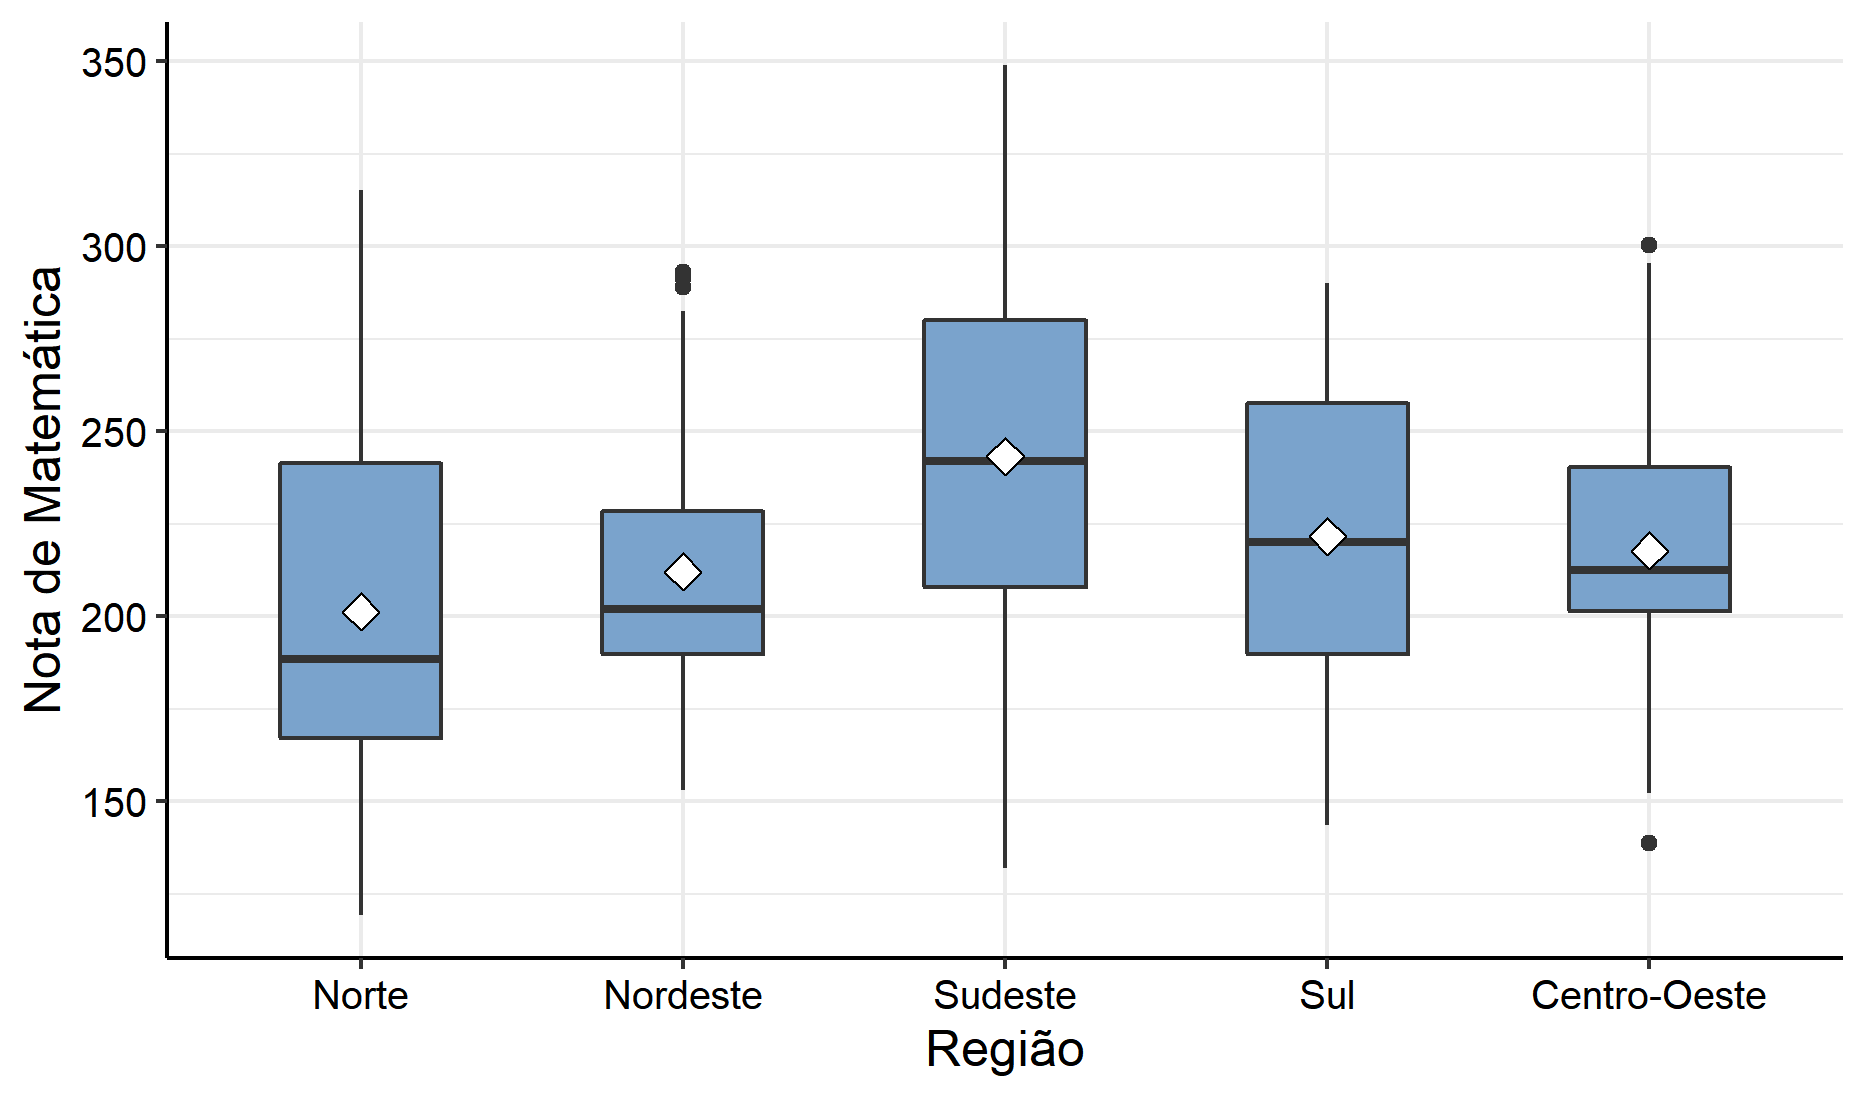 Nota de Matemática
350
300
250
200
150
Norte
Nordeste
Sudeste
Sul
Centro-Oeste
Região